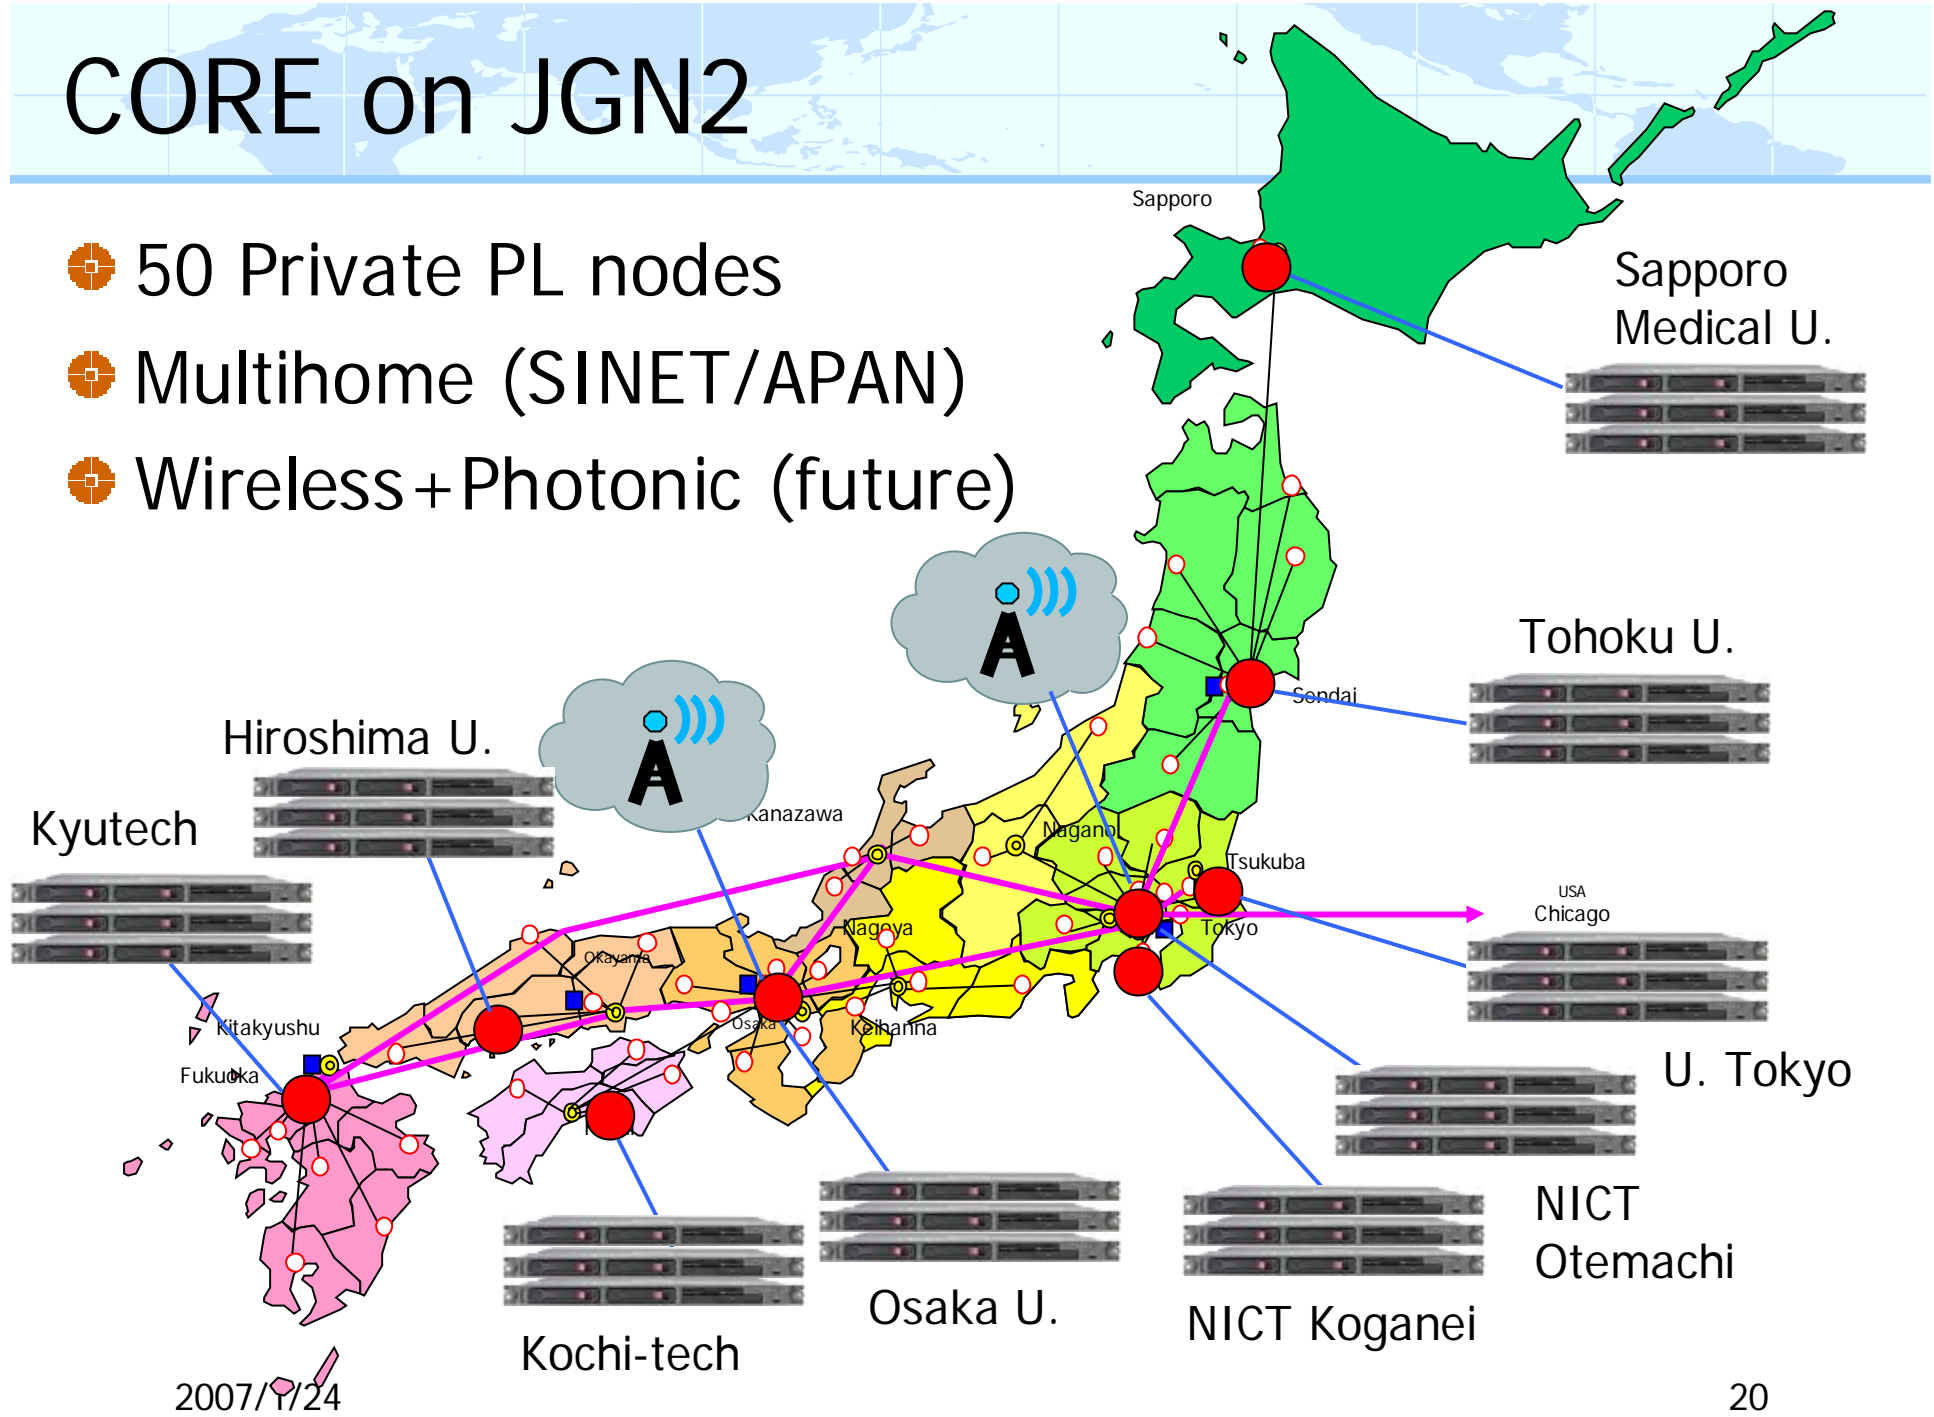 CORE on JGN2
50 Private PL nodes
Multihome (SINET/APAN)
Wireless+Photonic (future)
Sapporo
Sapporo
Medical U.
Tohoku U.
Sendai
Hiroshima U.
Kyutech
Kanazawa
Nagano
Tsukuba
USA
Chicago
Nagoya
Tokyo
Okayama
Kitakyushu
Osaka
Keihanna
Fukuoka
U. Tokyo
NICT
Otemachi
Osaka U.
NICT Koganei
Kochi-tech
2007/1/24
20